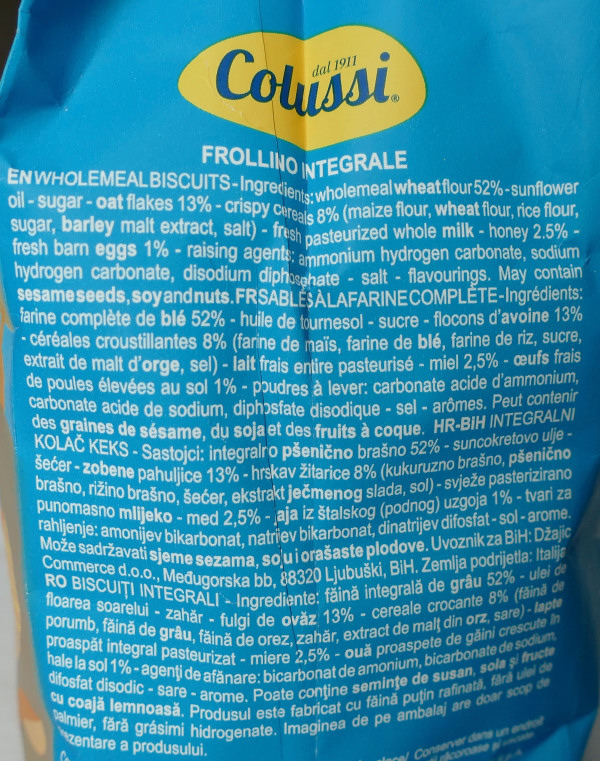 Colussi
dal 1911
®
FROLLINO INTEGRALE
EN WHOLEMEAL BISCUITS - Ingredients: wholemeal wheat flour 52% - sunflower
oil - sugar - oat flakes 13% - crispy cereals 8% (maize flour, wheat flour, rice flour,
sugar, barley malt extract, salt) - fresh pasteurized whole milk - honey 2.5% -
fresh barn eggs 1% - raising agents: ammonium hydrogen carbonate, sodium
hydrogen carbonate, disodium diphosphate - salt - flavourings. May contain
sesame seeds, soy and nuts. FR SABLÉS À LA FARINE COMPLÈTE - Ingrédients:
farine complète de blé 52% - huile de tournesol - sucre - flocons d'avoine 13%
- céréales croustillantes 8% (farine de maïs, farine de blé, farine de riz, sucre,
extrait de malt d'orge, sel) - lait frais entire pasteurisé - miel 2,5% - œufs frais
de poules élevées au sol 1% - poudres à lever: carbonate acide d'ammonium,
carbonate acide de sodium, diphosfate disodique - sel - arômes. Peut contenir
des graines de sésame, du soja et des fruits à coque. HR-BIH INTEGRALNI
KOLAČ KEKS - Sastojci: integralno pšenično brašno 52% - suncokretovo ulje -
šećer - zobene pahuljice 13% - hrskav žitarice 8% (kukuruzno brašno, pšenično
brašno, rižino brašno, šećer, ekstrakt ječmenog slada, sol) - svježe pasterizirano
punomasno mlijeko - med 2,5% - jaja iz štalskog (podnog) uzgoja 1% - tvari za
rahljenje: amonijev bikarbonat, natrijev bikarbonat, dinatrijev difosfat - sol - arome.
Može sadržavati sjeme sezama, soju i orašaste plodove. Uvoznik za BiH: Džajic
Commerce d.o.o., Međugorska bb, 88320 Ljubuški, BiH. Zemlja podrijetla: Italija
RO BISCUIȚI INTEGRALI - Ingrediente: făină integrală de grâu 52% - ulei de
floarea soarelui - zahăr - fulgi de ovăz 13% - cereale crocante 8% (făină de
porumb, făină de grâu, făină de orez, zahăr, extract de malț din orz, sare) - lapte
proaspăt integral pasteurizat - miere 2,5% - ouă proaspete de găini crescute în
hale la sol 1% - agenți de afânare: bicarbonat de amoniu, bicarbonate de sodium,
difosfat disodic - sare - arome. Poate conține semințe de susan, soia și fructe
cu coajă lemnoasă. Produsul este fabricat cu făină puțin rafinată, fără ulei de
palmier, fără grăsimi hidrogenate. Imaginea de pe ambalaj are doar scop de
prezentare a produsului.
Conserver dans un endroit